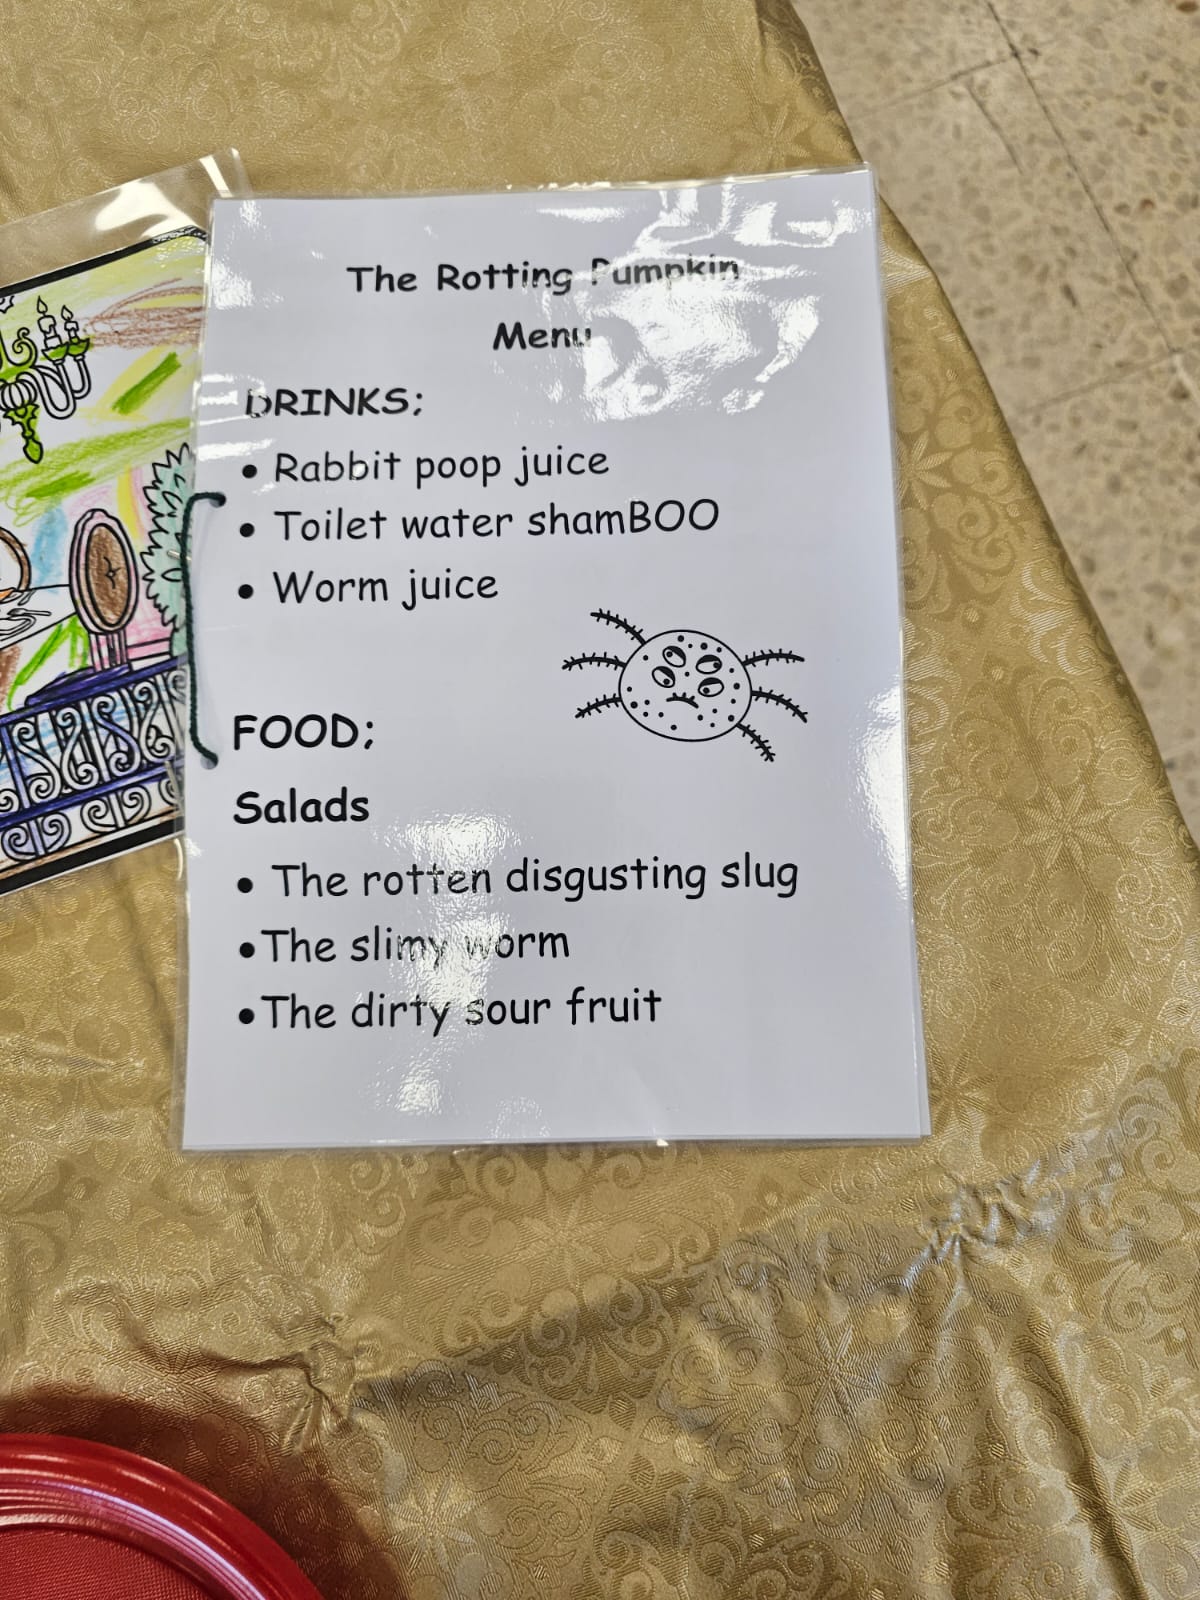 The Rotting Pumpkin
Menu
DRINKS;
• Rabbit poop juice
• Toilet water shamBOO
• Worm juice
FOOD;
Salads
• The rotten disgusting slug
•The slimy worm
•The dirty sour fruit